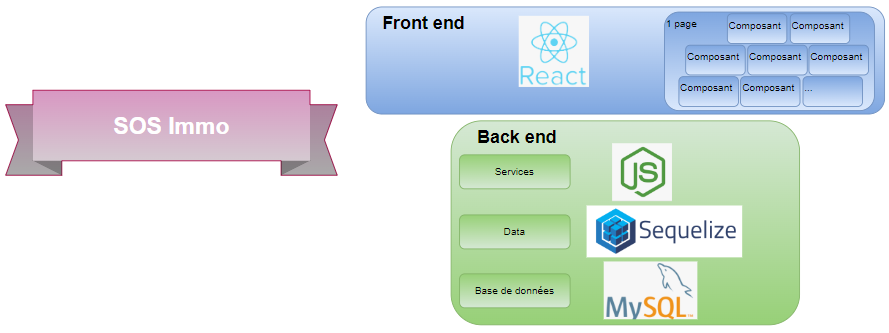 SOS Immo
Front end
React
1 page
Composant Composant
Composant Composant Composant
Composant Composant ...
Back end
Services
JS
Data
Sequelize
Base de données
MySQL